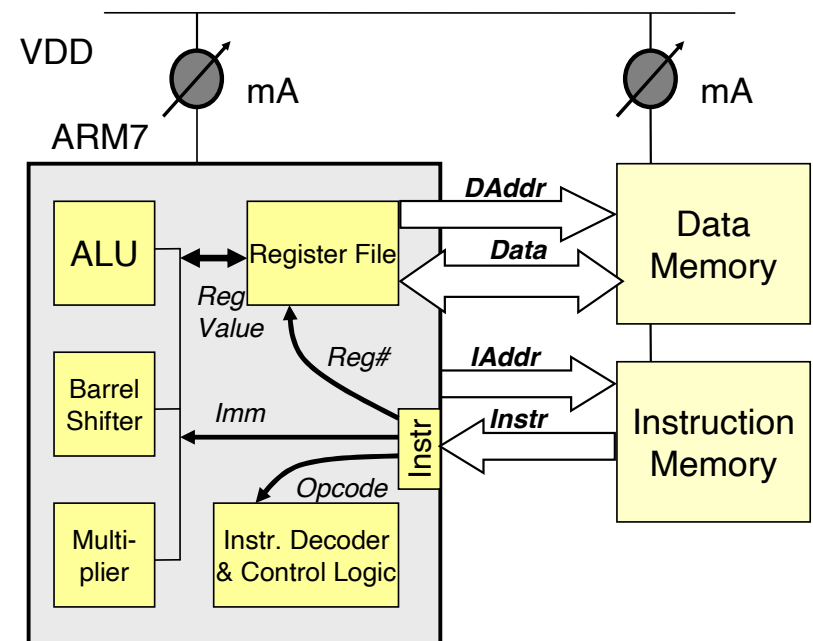 VDD
mA
mA
ARM7
DAddr
ALU
Register File
Data
Memory
Data
Reg
Value
Reg#
IAddr
Barrel
Shifter
Imm
Instr
Instr
Instruction
Memory
Opcode
Multi-
plier
Instr. Decoder
& Control Logic